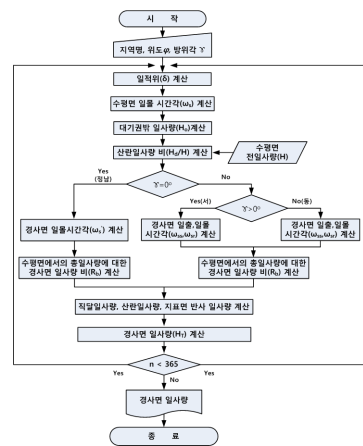 시 작
지역명, 위도φ, 방위각 ϒ
일적위(δ) 계산
수평면 일몰 시간각(ωs) 계산
대기권밖 일사량(Ho)계산
산란일사량 비(Hd/H) 계산
수평면
전일사량(H)
Yes
(정남)
ϒ=0º
No
Yes(서)
ϒ>0º
No(동)
경사면 일몰시간각(ωs') 계산
경사면 일출,일몰
시간각(ωss,ωsr) 계산
경사면 일출,일몰
시간각(ωss,ωsr) 계산
수평면에서의 총일사량에 대한
경사면 일사량 비(Rb) 계산
수평면에서의 총일사량에 대한
경사면 일사량 비(Rb) 계산
직달일사량, 산란일사량, 지표면 반사 일사량 계산
경사면 일사량(HT) 계산
Yes
n < 365
Yes
No
경사면 일사량
종 료